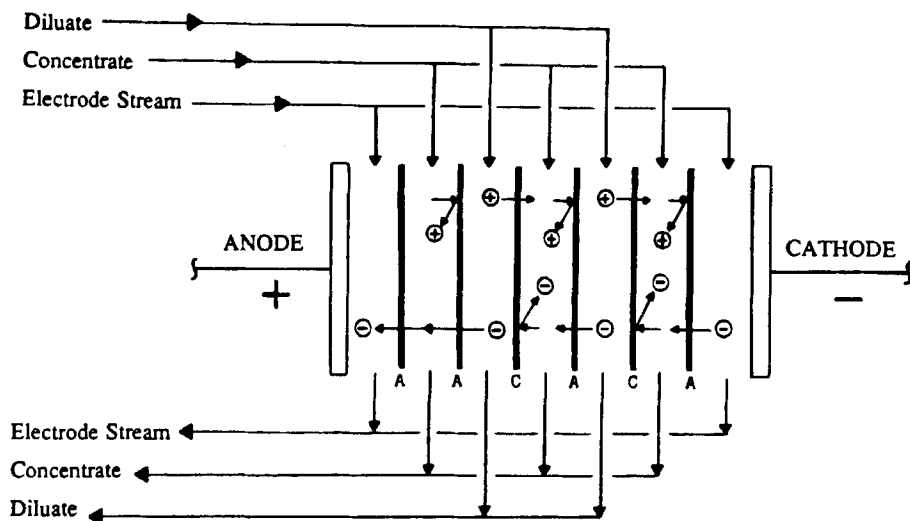 Diluate
Concentrate
Electrode Stream
ANODE
+
CATHODE
−
+ + + + +
− −
− − − −
A A C A C A
Electrode Stream
Concentrate
Diluate